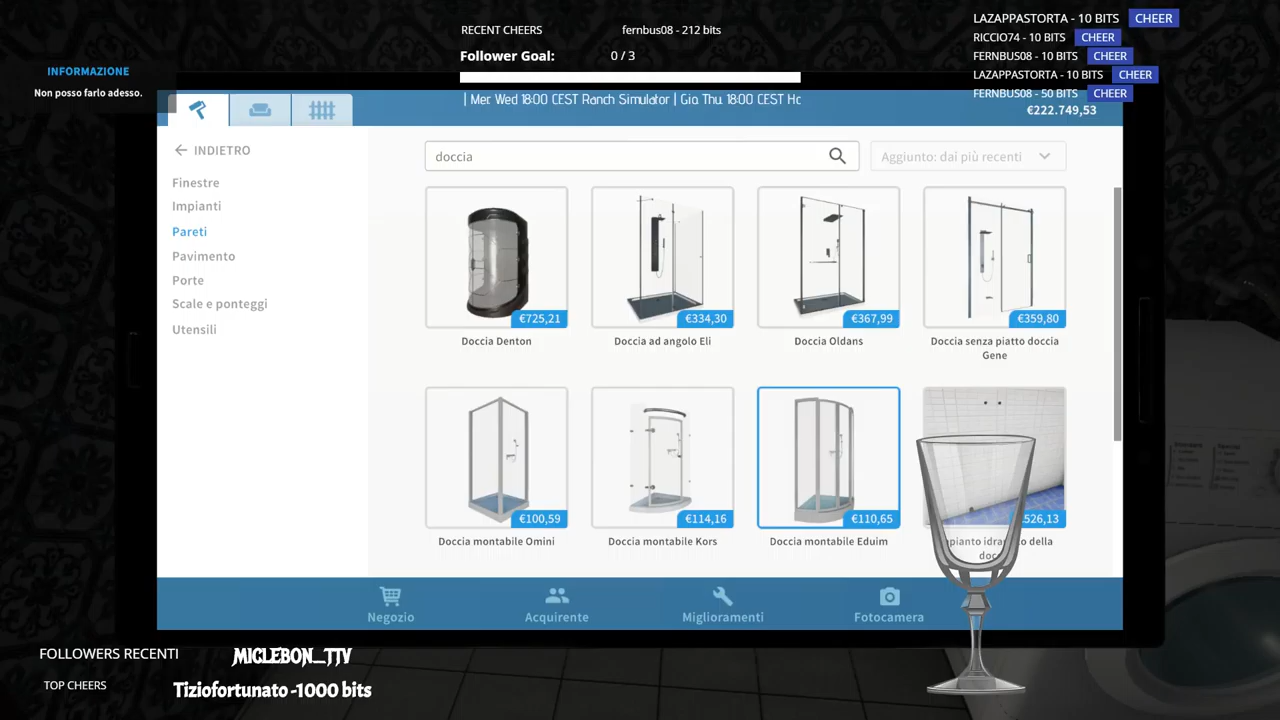 RECENT CHEERS
fernbus08 - 212 bits
Follower Goal:
0 / 3
LAZAPPASTORTA - 10 BITS CHEER
RICCIO74 - 10 BITS CHEER
FERNBUS08 - 10 BITS CHEER
LAZAPPASTORTA - 10 BITS CHEER
FERNBUS08 - 50 BITS CHEER
INFORMAZIONE
Non posso farlo adesso.
| Mer. Wed 18:00 CEST Ranch Simulator | Gio. Thu. 18:00 CEST Ho
€222.749,53
INDIETRO
Finestre
Impianti
Pareti
Pavimento
Porte
Scale e ponteggi
Utensili
doccia
Aggiunto: dai più recenti
€725,21
€334,30
€367,99
€359,80
Doccia Denton
Doccia ad angolo Eli
Doccia Oldans
Doccia senza piatto doccia
Gene
€100,59
€114,16
€110,65
€526,13
Doccia montabile Omini
Doccia montabile Kors
Doccia montabile Eduim
della
Negozio
Acquirente
Miglioramenti
Fotocamera
FOLLOWERS RECENTI
MICLEBON_TTV
TOP CHEERS
Tiziofortunato -1000 bits